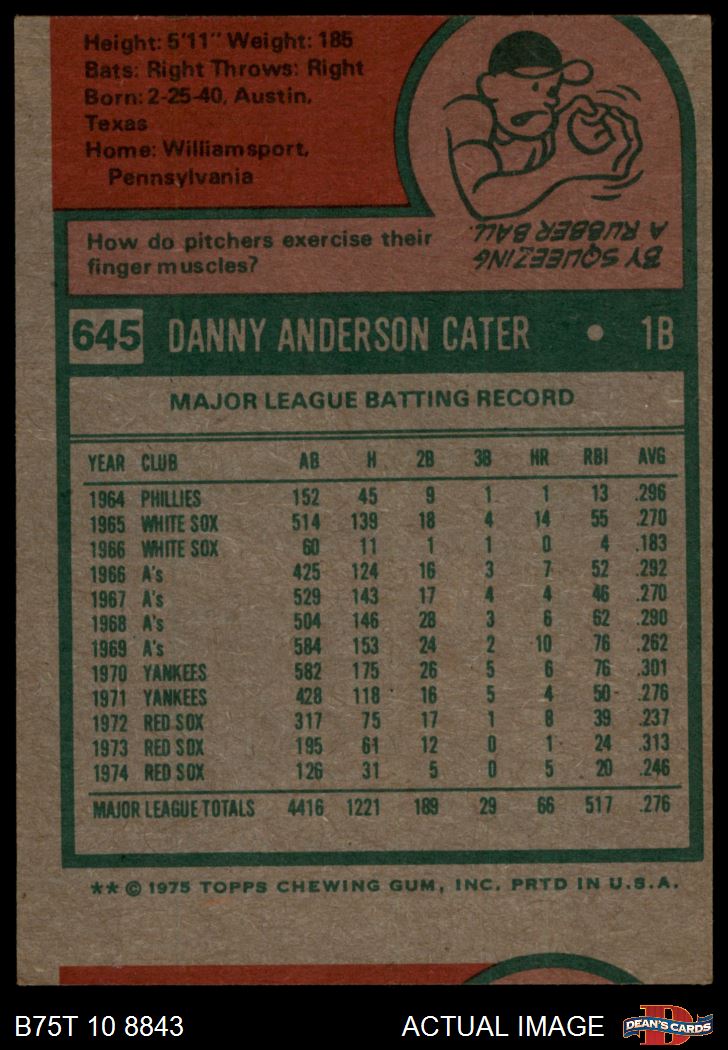 Height: 5'11" Weight: 185
Bats: Right Throws: Right
Born: 2-25-40, Austin,
Texas
Home: Williamsport,
Pennsylvania
How do pitchers exercise their
finger muscles?
BY SQUEEZING
A RUBBER BALL.
645 DANNY ANDERSON CATER • 1B
MAJOR LEAGUE BATTING RECORD
YEAR CLUB AB H 2B 3B HR RBI AVG
1964 PHILLIES 152 45 9 1 1 13 .296
1965 WHITE SOX 514 139 18 4 14 55 .270
1966 WHITE SOX 60 11 1 1 0 4 .183
1966 A's 425 124 16 3 7 52 .292
1967 A's 529 143 17 4 4 46 .270
1968 A's 504 146 28 3 6 62 .290
1969 A's 584 153 24 2 10 76 .262
1970 YANKEES 582 175 26 5 6 76 .301
1971 YANKEES 428 118 16 5 4 50 .276
1972 RED SOX 317 75 17 1 8 39 .237
1973 RED SOX 195 61 12 0 1 24 .313
1974 RED SOX 126 31 5 0 5 20 .246
MAJOR LEAGUE TOTALS 4416 1221 189 29 66 517 .276
** © 1975 TOPPS CHEWING GUM, INC. PRTD IN U.S.A.
B75T 10 8843 ACTUAL IMAGE
D
DEAN'S CARDS